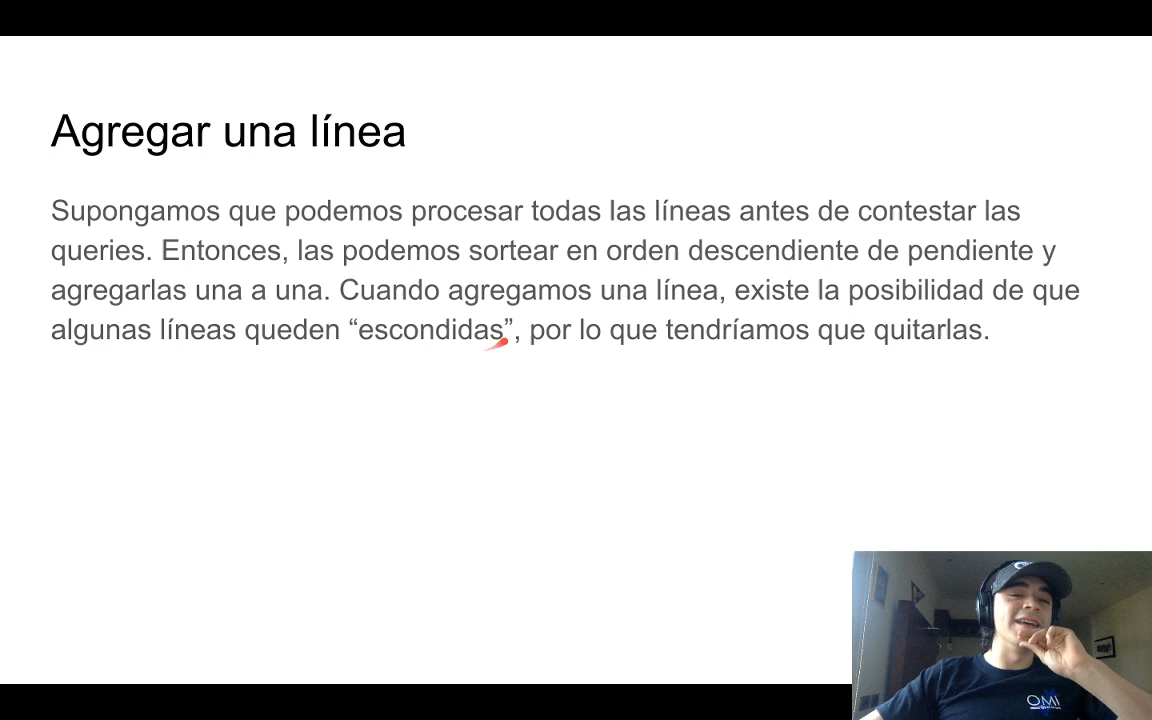 Agregar una línea
Supongamos que podemos procesar todas las líneas antes de contestar las
queries. Entonces, las podemos sortear en orden descendiente de pendiente y
agregarlas una a una. Cuando agregamos una línea, existe la posibilidad de que
algunas líneas queden “escondidas”, por lo que tendríamos que quitarlas.
OMI